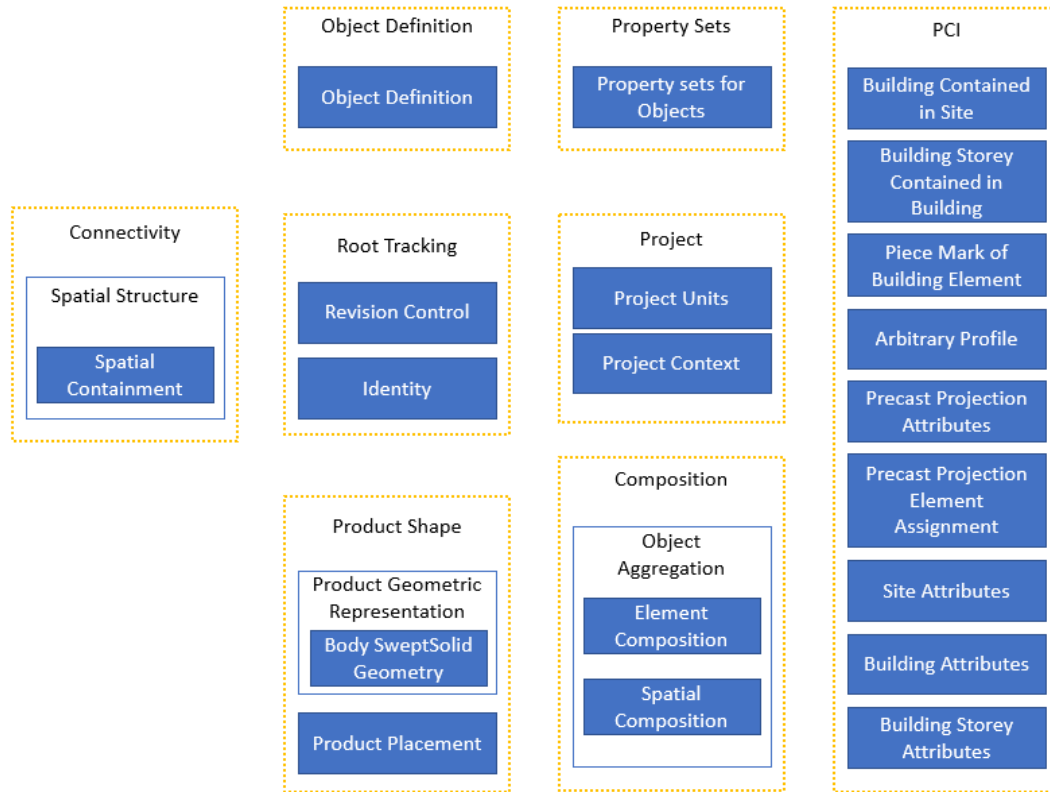 Object Definition
Object Definition
Property Sets
Property sets for
Objects
PCI
Building Contained
in Site
Building Storey
Contained in
Building
Piece Mark of
Building Element
Arbitrary Profile
Precast Projection
Attributes
Precast Projection
Element
Assignment
Site Attributes
Building Attributes
Building Storey
Attributes
Connectivity
Spatial Structure
Spatial
Containment
Root Tracking
Revision Control
Identity
Project
Project Units
Project Context
Product Shape
Product Geometric
Representation
Body SweptSolid
Geometry
Product Placement
Composition
Object
Aggregation
Element
Composition
Spatial
Composition